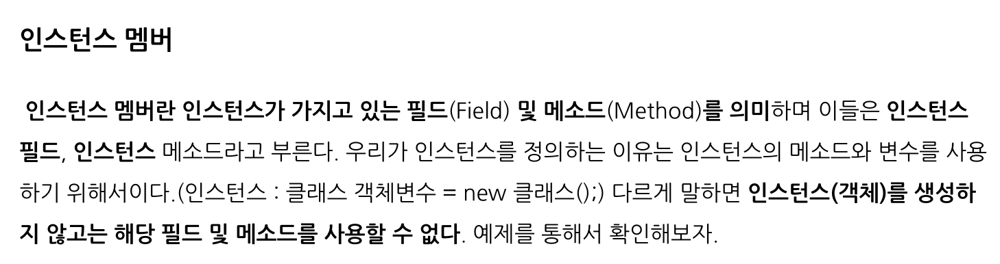 인스턴스 멤버
인스턴스 멤버란 인스턴스가 가지고 있는 필드(Field) 및 메소드(Method)를 의미하며 이들은 인스턴스
필드, 인스턴스 메소드라고 부른다. 우리가 인스턴스를 정의하는 이유는 인스턴스의 메소드와 변수를 사용
하기 위해서이다.(인스턴스 : 클래스 객체변수 = new 클래스();) 다르게 말하면 인스턴스(객체)를 생성하
지 않고는 해당 필드 및 메소드를 사용할 수 없다. 예제를 통해서 확인해보자.